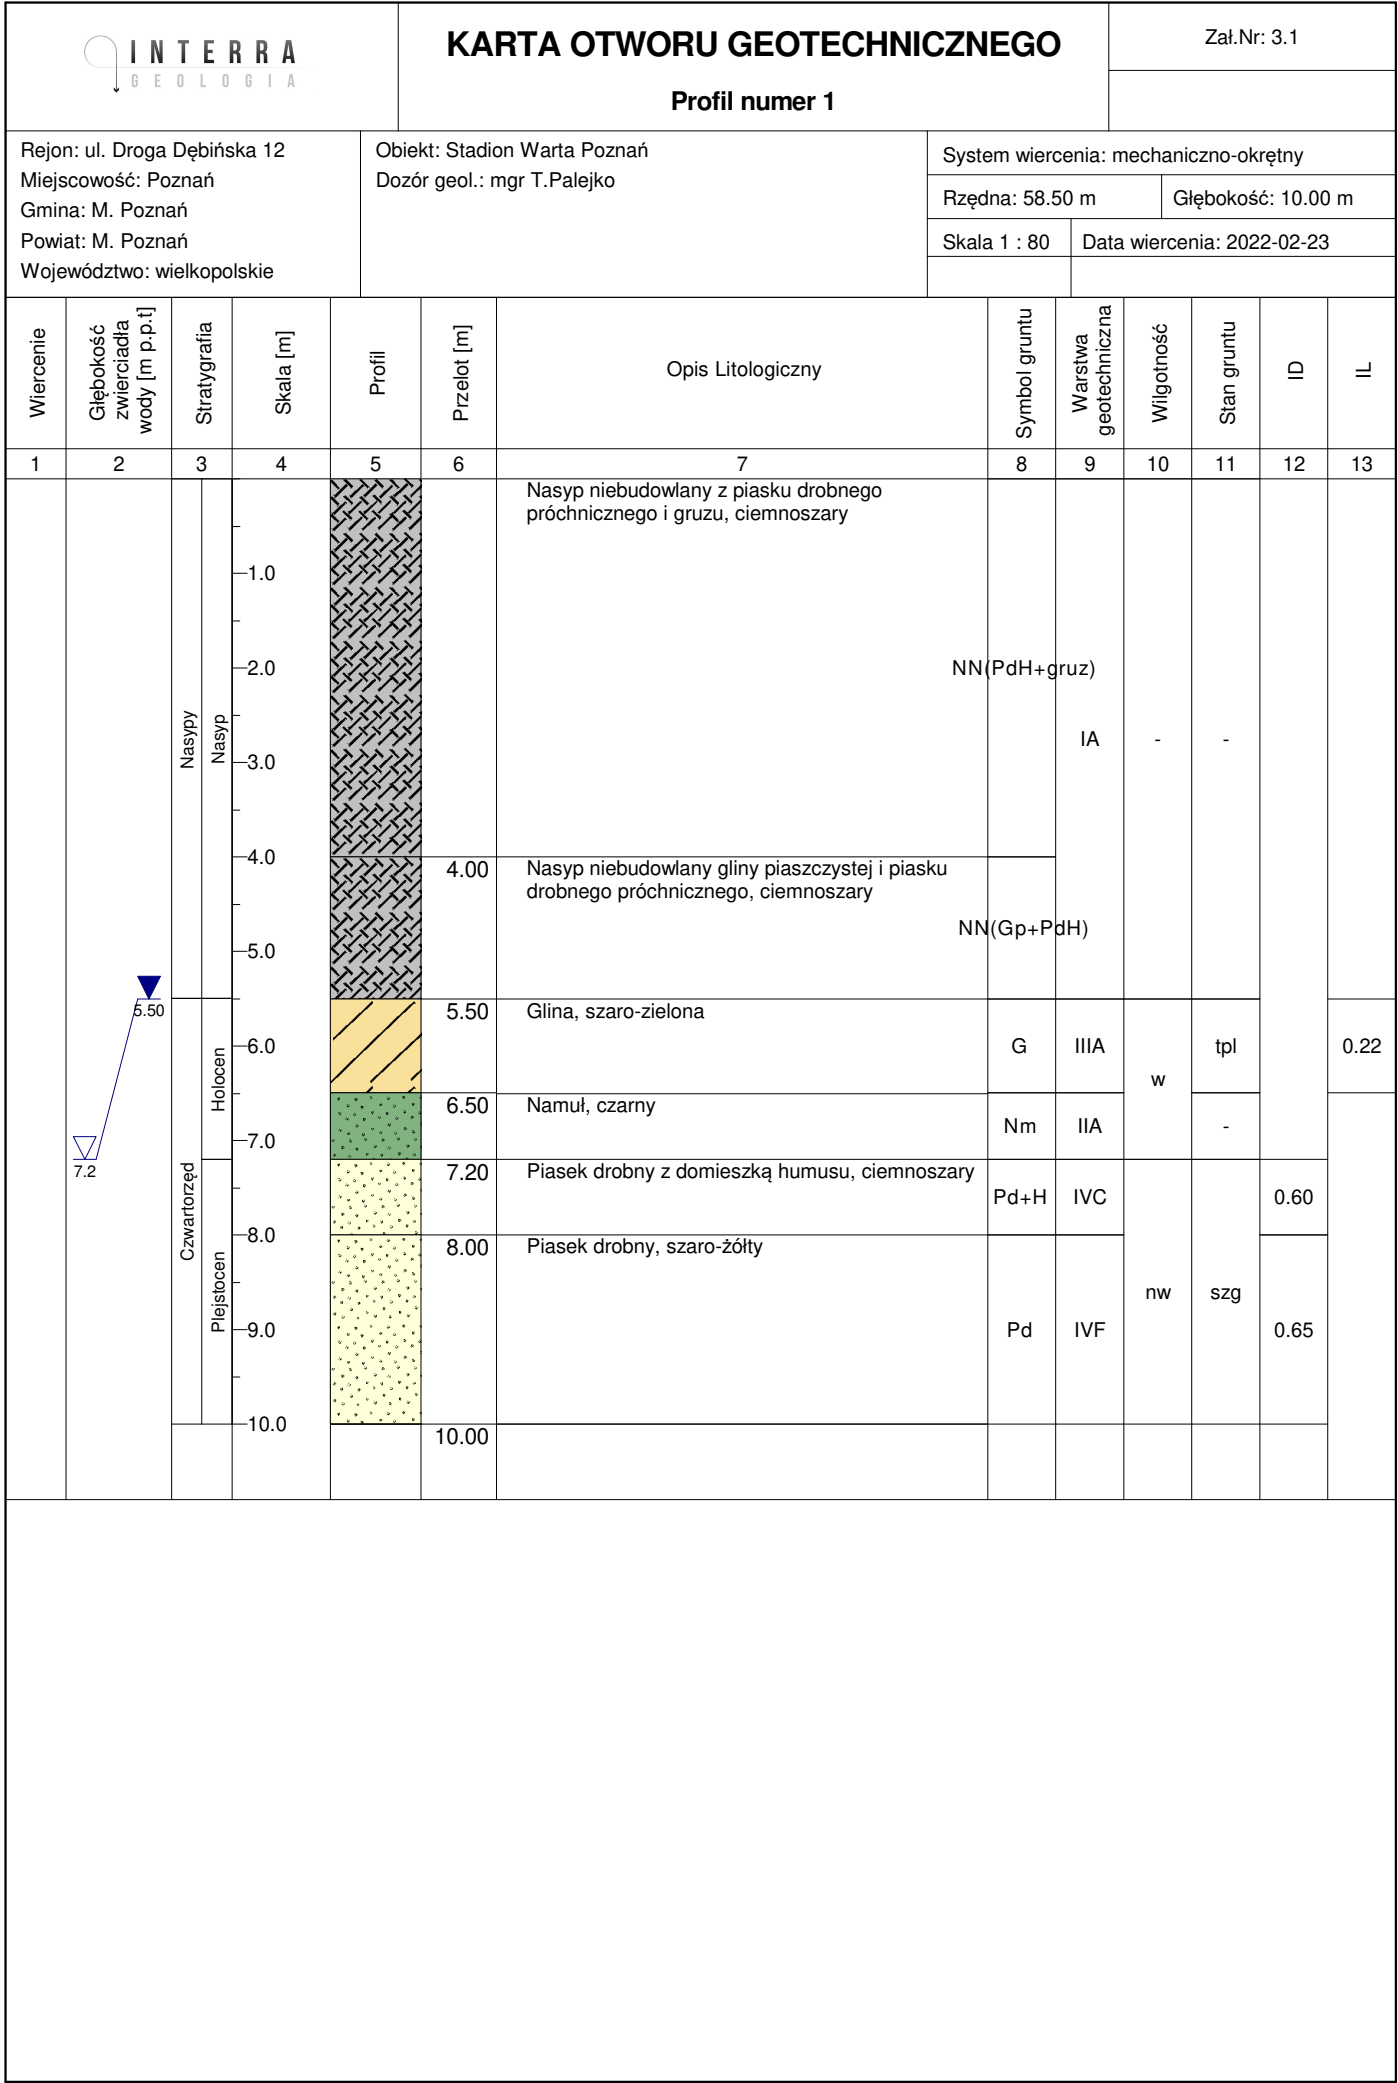 INTERRA
GEOLOGIA
KARTA OTWORU GEOTECHNICZNEGO
Profil numer 1
Zał.Nr: 3.1
Rejon: ul. Droga Dębińska 12
Miejscowość: Poznań
Gmina: M. Poznań
Powiat: M. Poznań
Województwo: wielkopolskie
Obiekt: Stadion Warta Poznań
Dozór geol.: mgr T.Palejko
System wiercenia: mechaniczno-okrętny
Rzędna: 58.50 m
Głębokość: 10.00 m
Skala 1 : 80
Data wiercenia: 2022-02-23
Wiercenie
Głębokość
zwierciadła
wody [m p.p.t]
Stratygrafia
Skala [m]
Profil
Przelot [m]
Opis Litologiczny
Symbol gruntu
Warstwa
geotechniczna
Wilgotność
Stan gruntu
ID
IL
1 2 3 4 5 6 7 8 9 10 11 12 13
Nasyp niebudowlany z piasku drobnego
próchnicznego i gruzu, ciemnoszary
1.0
2.0
NN(PdH+gruz)
Nasypy
Nasyp
IA - -
3.0
4.0
4.00
Nasyp niebudowlany gliny piaszczystej i piasku
drobnego próchnicznego, ciemnoszary
NN(Gp+PdH)
5.0
5.50
5.50
Glina, szaro-zielona
6.0
G IIIA tpl 0.22
w
Holocen
6.50
Namuł, czarny
Nm IIA -
7.0
7.2
7.20
Piasek drobny z domieszką humusu, ciemnoszary
Pd+H IVC 0.60
Czwartorzęd
8.0
8.00
Piasek drobny, szaro-żółty
Plejstocen
nw szg
9.0
Pd IVF 0.65
10.0
10.00